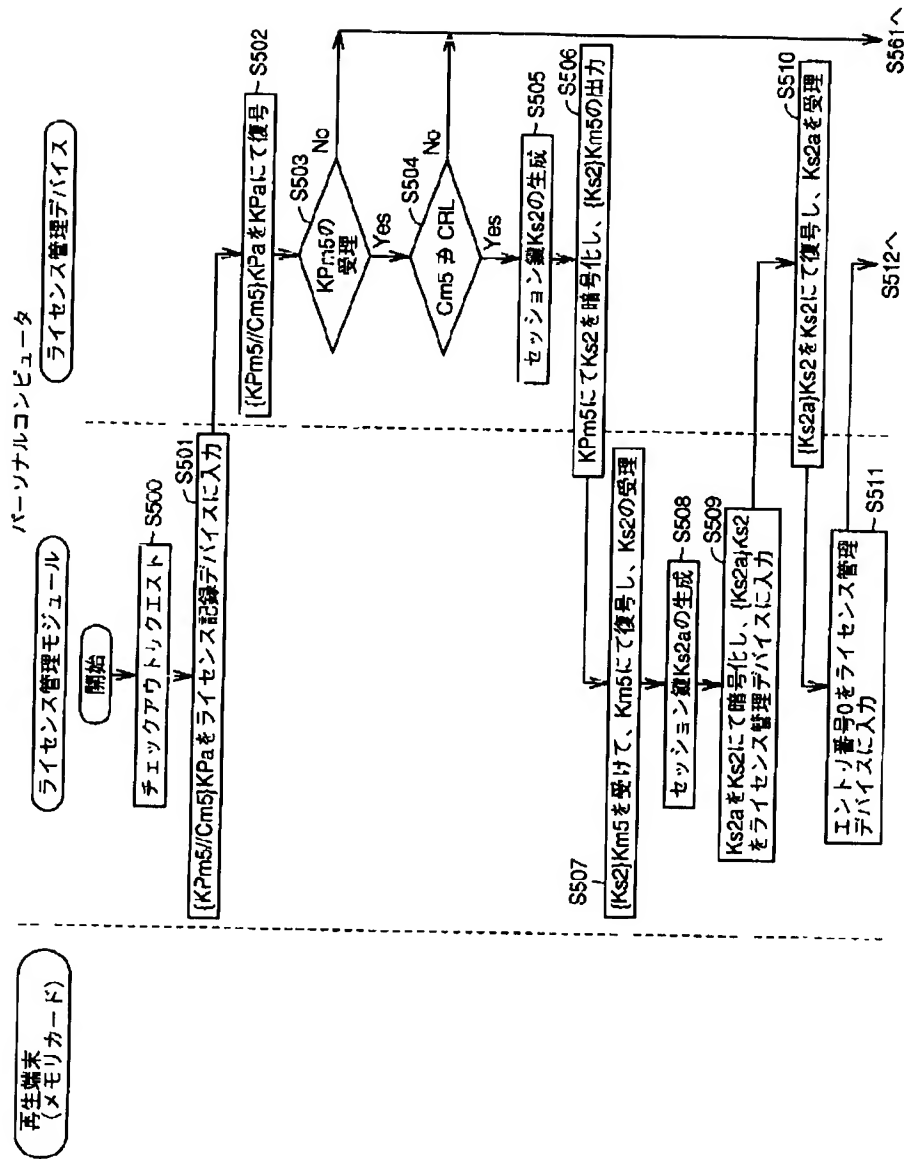 パーソナルコンピュータ
再生端末
(メモリカード)
ライセンス管理モジュール
ライセンス管理デバイス
開始
チェックアウトリクエスト
S500
{KPm5//Cm5}KPaをライセンス記録デバイスに入力
S501
{KPm5//Cm5}KPaをKPaにて復号
S502
KPm5の
受理
S503
No
Yes
Cm5 ∌ CRL
S504
No
Yes
セッション鍵Ks2の生成
S505
KPm5にてKs2を暗号化し、{Ks2}Km5の出力
S506
{Ks2}Km5を受けて、Km5にて復号し、Ks2の受理
S507
セッション鍵Ks2aの生成
S508
Ks2aをKs2にて暗号化し、{Ks2a}Ks2
をライセンス管理デバイスに入力
S509
{Ks2a}Ks2をKs2にて復号し、Ks2aを受理
S510
エントリ番号0をライセンス管理
デバイスに入力
S511
S512へ
S561へ